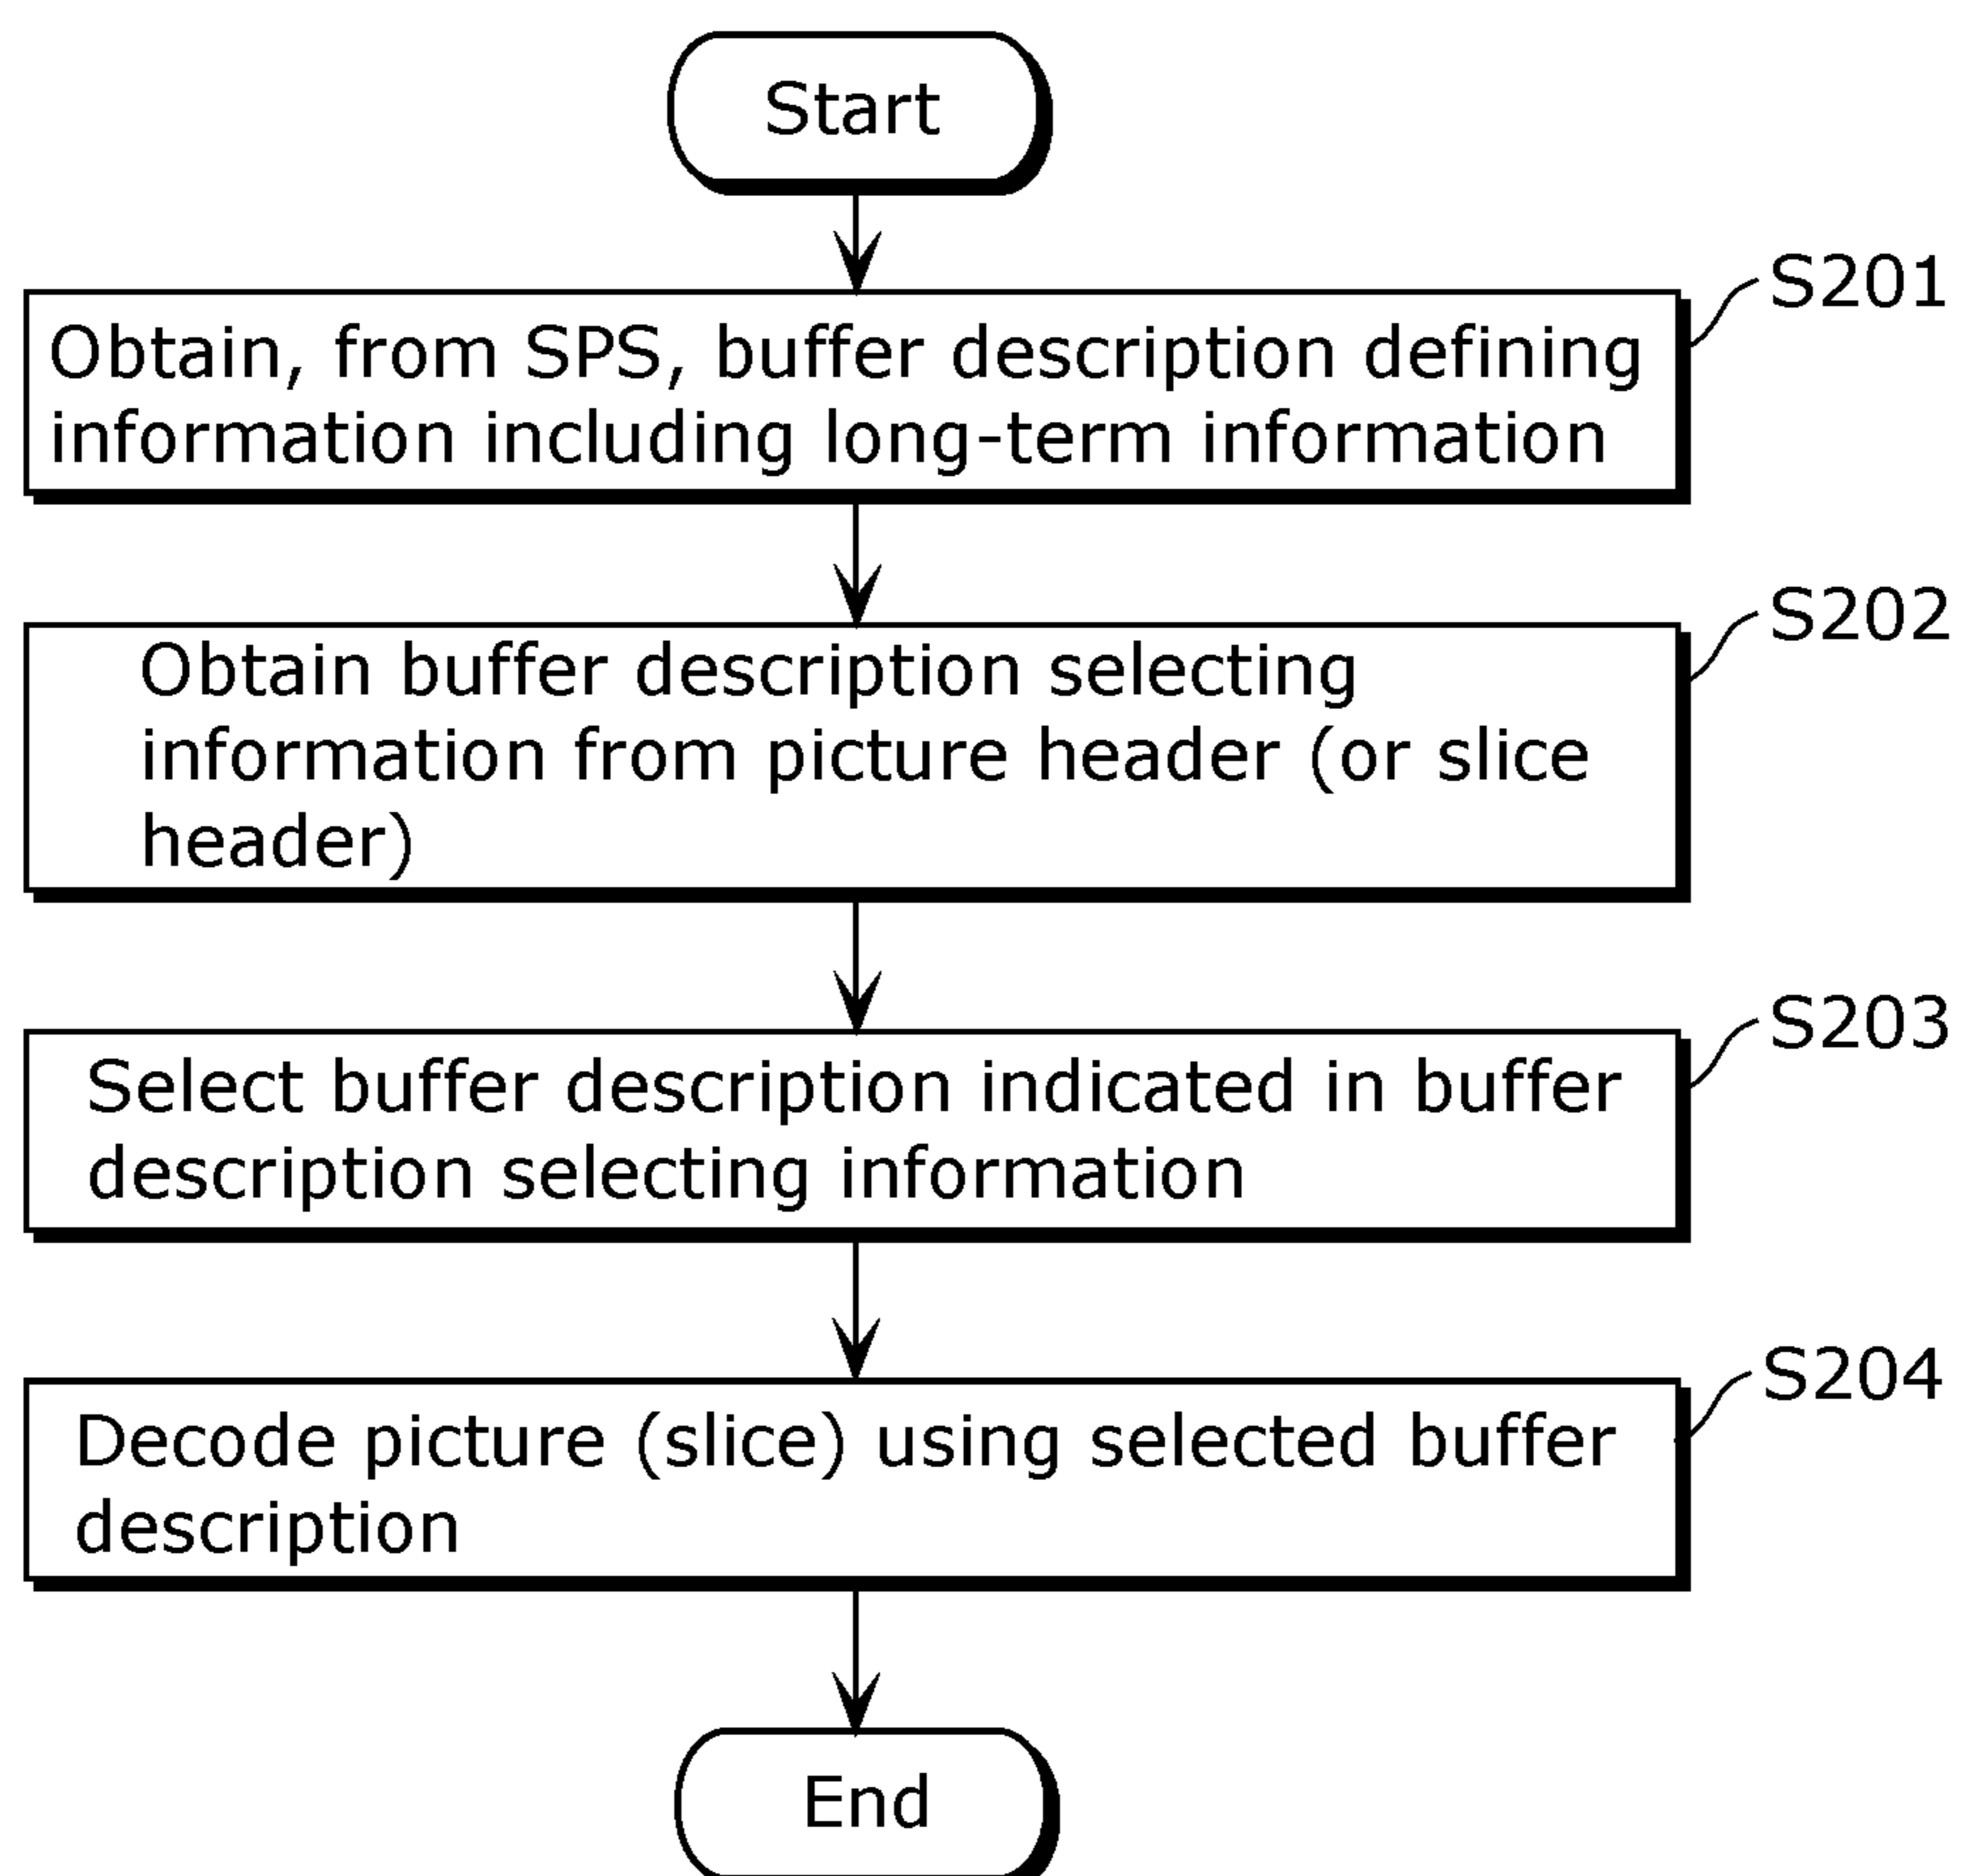 Start
S201
Obtain, from SPS, buffer description defining
information including long-term information
S202
Obtain buffer description selecting
information from picture header (or slice
header)
S203
Select buffer description indicated in buffer
description selecting information
S204
Decode picture (slice) using selected buffer
description
End